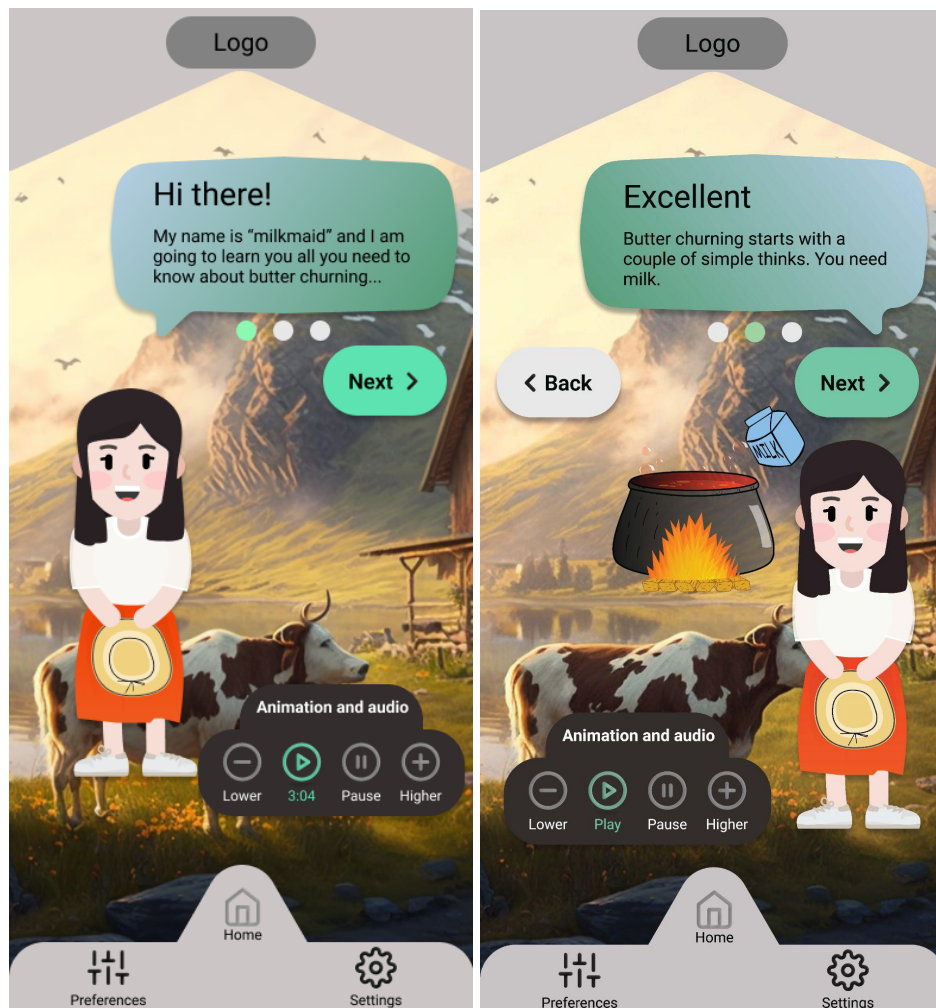 Logo
Hi there!
My name is “milkmaid” and I am
going to learn you all you need to
know about butter churning...
Next
Animation and audio
Lower
3:04
Pause
Higher
Home
Preferences
Settings
Logo
Excellent
Butter churning starts with a
couple of simple thinks. You need
milk.
Back
Next
MILK
Animation and audio
Lower
Play
Pause
Higher
Home
Preferences
Settings